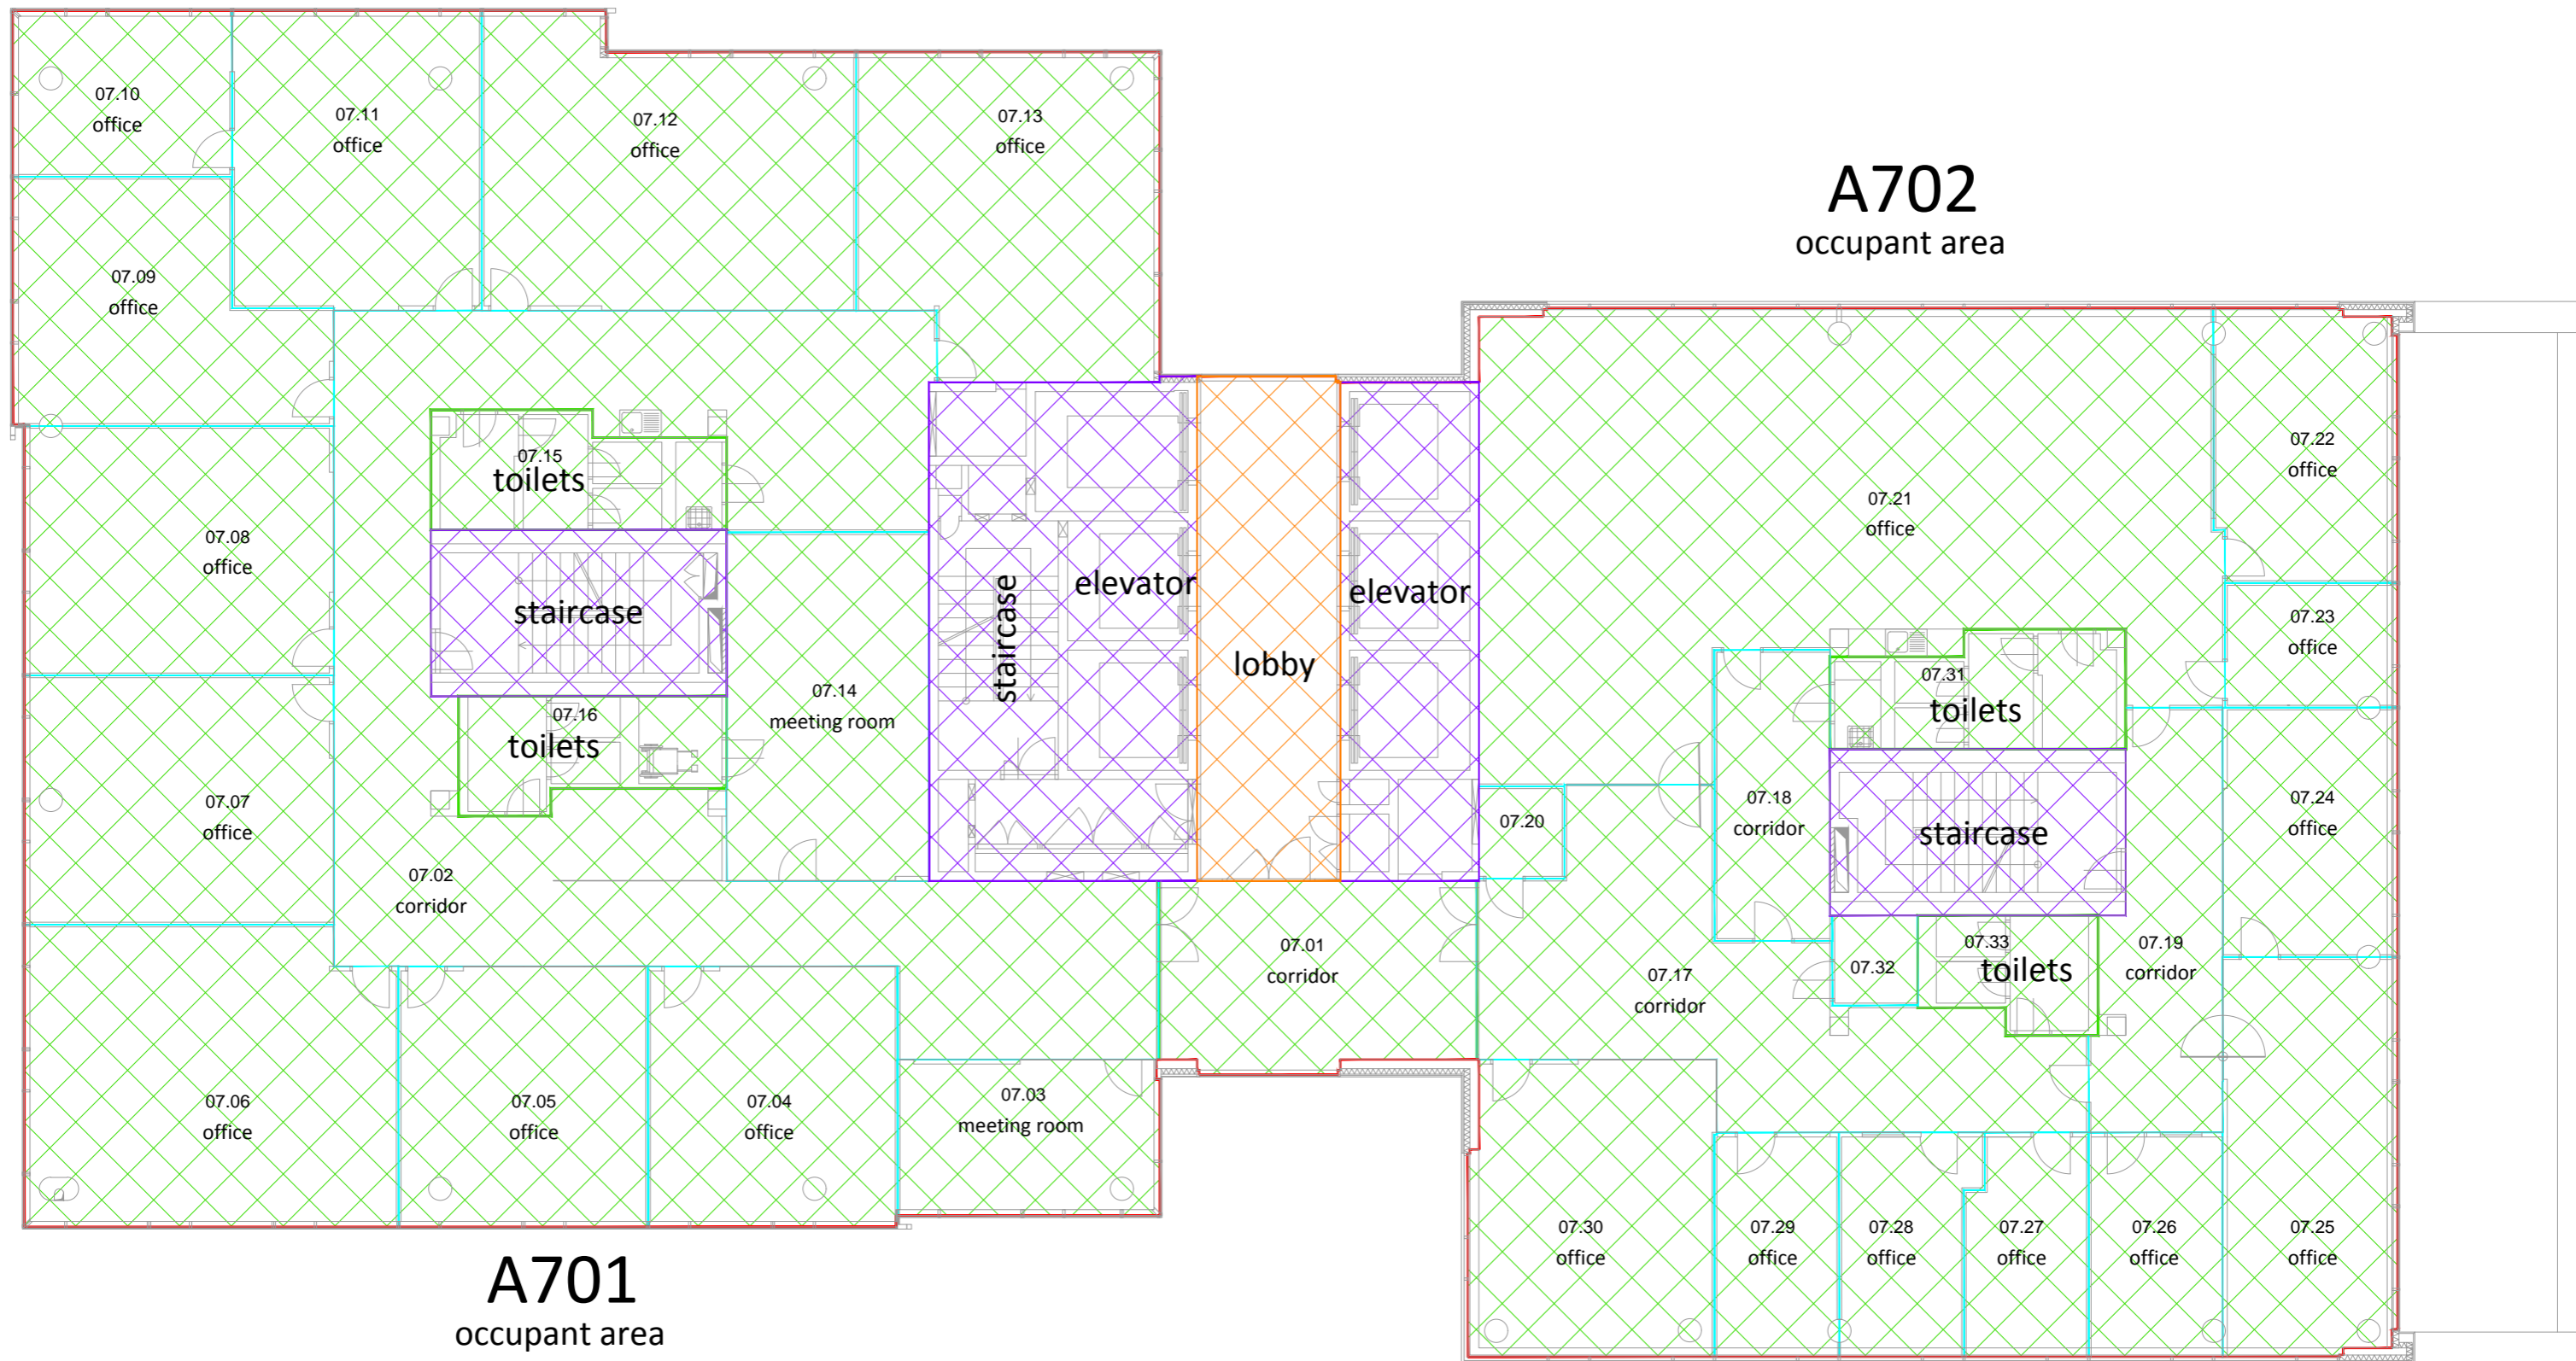 07.10
office
07.11
office
07.12
office
07.13
office
A702
occupant area
07.09
office
07.15
toilets
07.08
office
staircase
07.14
meeting room
07.16
toilets
07.07
office
07.02
corridor
staircase
elevator
lobby
elevator
07.21
office
07.22
office
07.23
office
07.31
toilets
07.20
07.18
corridor
staircase
07.24
office
07.01
corridor
07.17
corridor
07.32
07.33
toilets
07.19
corridor
07.06
office
07.05
office
07.04
office
07.03
meeting room
07.30
office
07.29
office
07.28
office
07.27
office
07.26
office
07.25
office
A701
occupant area